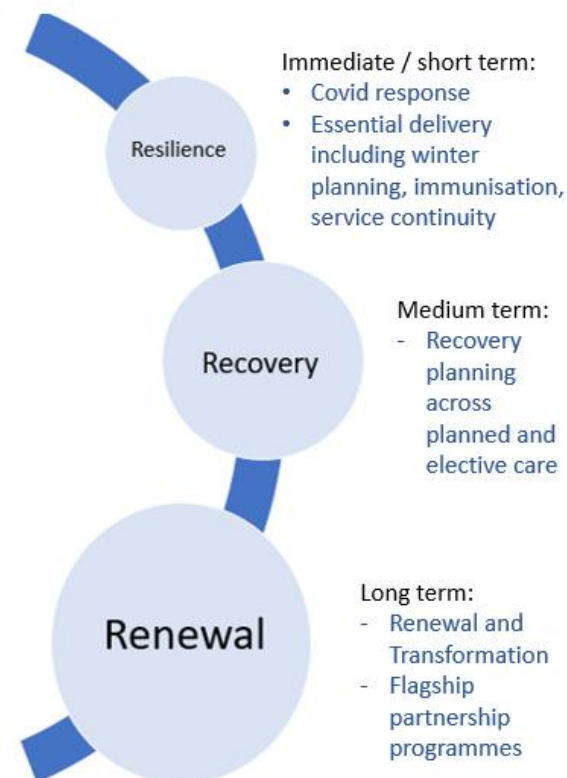 Resilience
Immediate / short term:
• Covid response
• Essential delivery
including winter
planning, immunisation,
service continuity
Recovery
Medium term:
- Recovery
planning
across
planned and
elective care
Renewal
Long term:
- Renewal and
Transformation
- Flagship
partnership
programmes